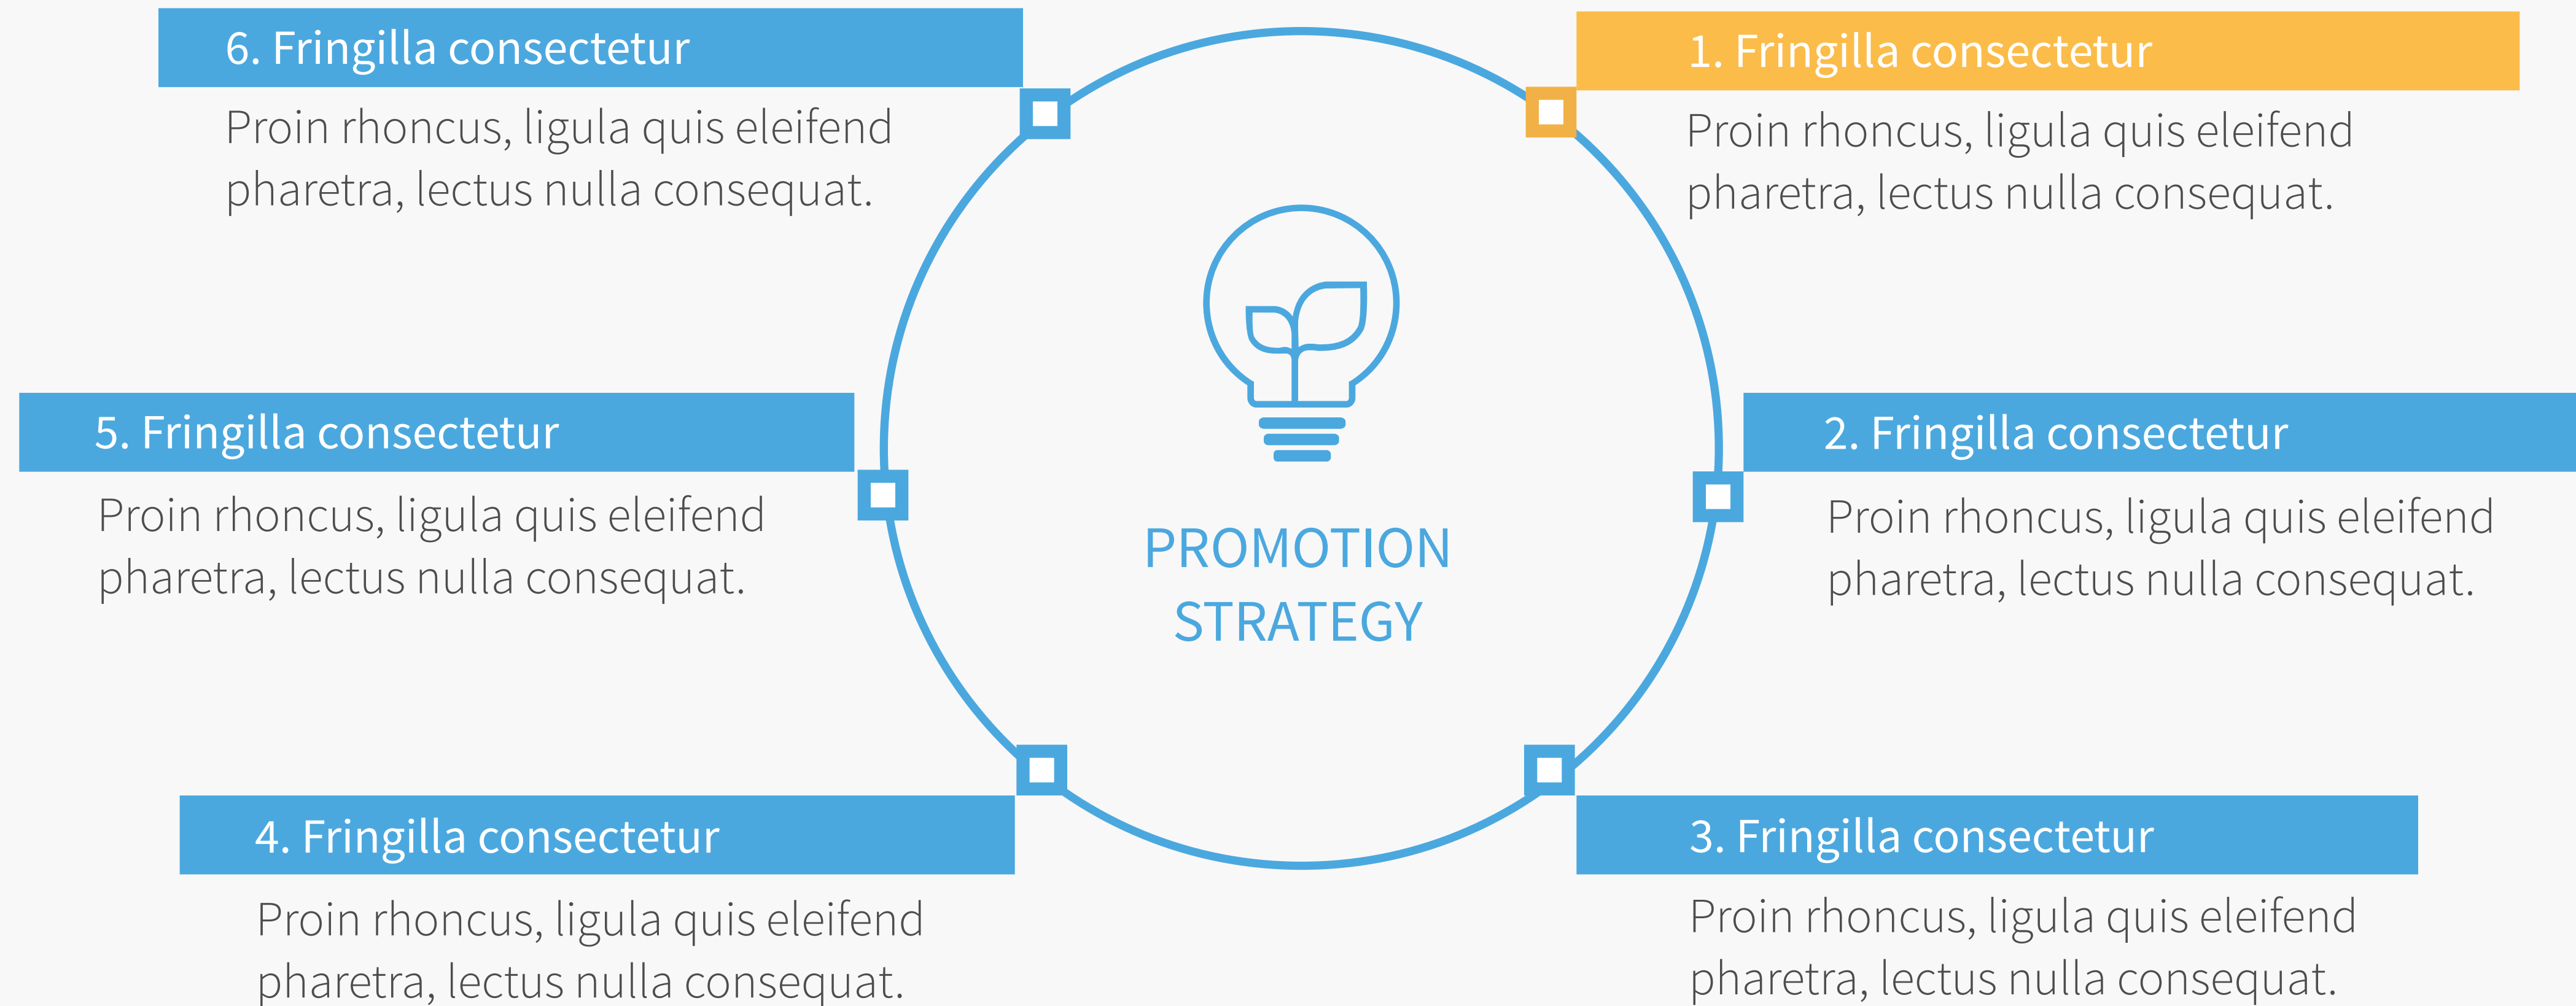 6. Fringilla consectetur
Proin rhoncus, ligula quis eleifend
pharetra, lectus nulla consequat.
1. Fringilla consectetur
Proin rhoncus, ligula quis eleifend
pharetra, lectus nulla consequat.
5. Fringilla consectetur
Proin rhoncus, ligula quis eleifend
pharetra, lectus nulla consequat.
PROMOTION
STRATEGY
2. Fringilla consectetur
Proin rhoncus, ligula quis eleifend
pharetra, lectus nulla consequat.
4. Fringilla consectetur
Proin rhoncus, ligula quis eleifend
pharetra, lectus nulla consequat.
3. Fringilla consectetur
Proin rhoncus, ligula quis eleifend
pharetra, lectus nulla consequat.